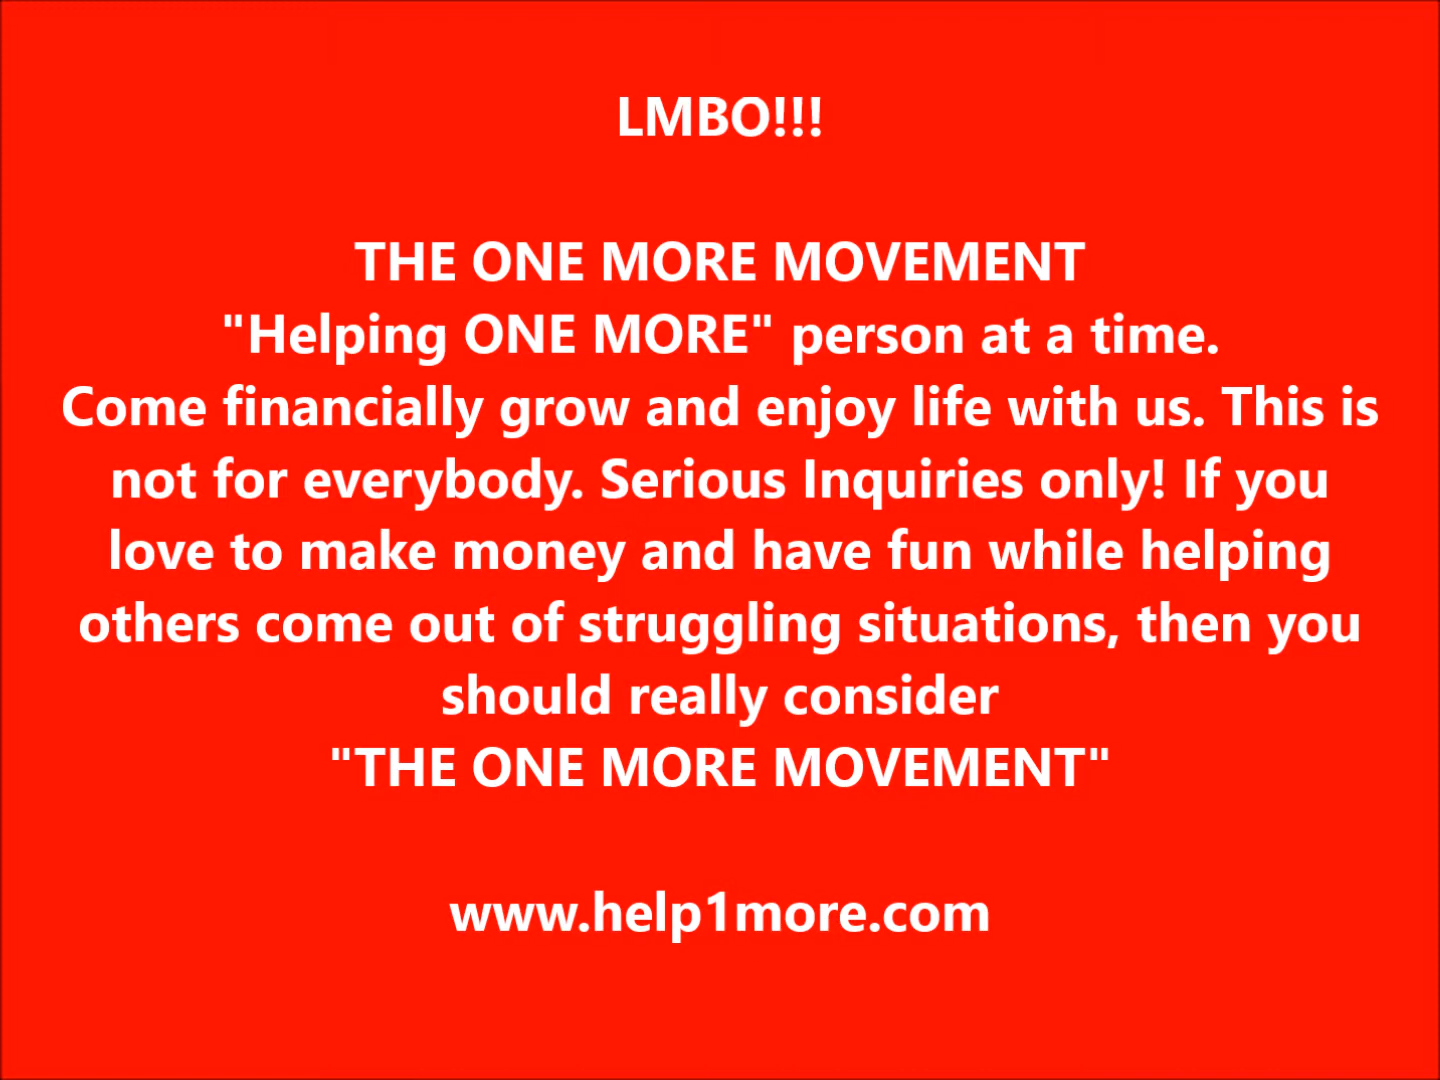 LMBO!!!
THE ONE MORE MOVEMENT
"Helping ONE MORE" person at a time.
Come financially grow and enjoy life with us. This is
not for everybody. Serious Inquiries only! If you
love to make money and have fun while helping
others come out of struggling situations, then you
should really consider
"THE ONE MORE MOVEMENT"
www.help1more.com